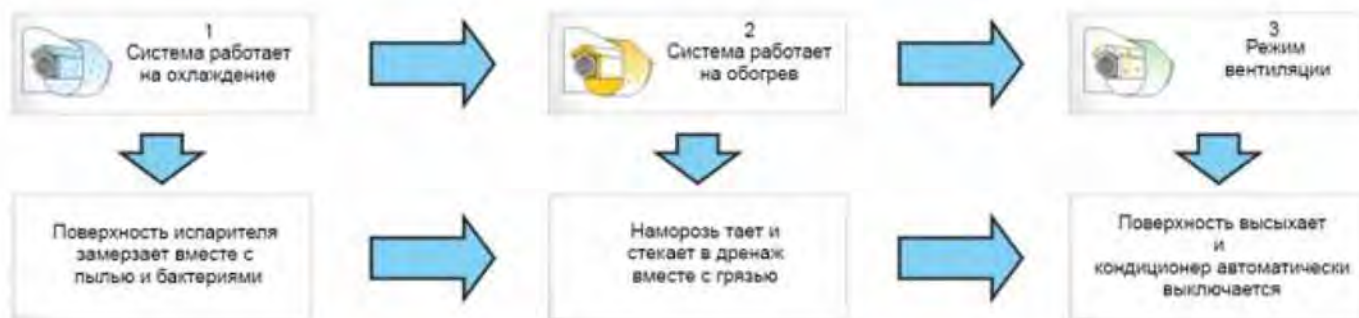 1
Система работает
на охлаждение
2
Система работает
на обогрев
3
Режим
вентиляции
Поверхность испарителя
замерзает вместе с
пылью и бактериями
Наморозь тает и
стекает в дренаж
вместе с грязью
Поверхность высыхает
и
кондиционер автоматически
выключается